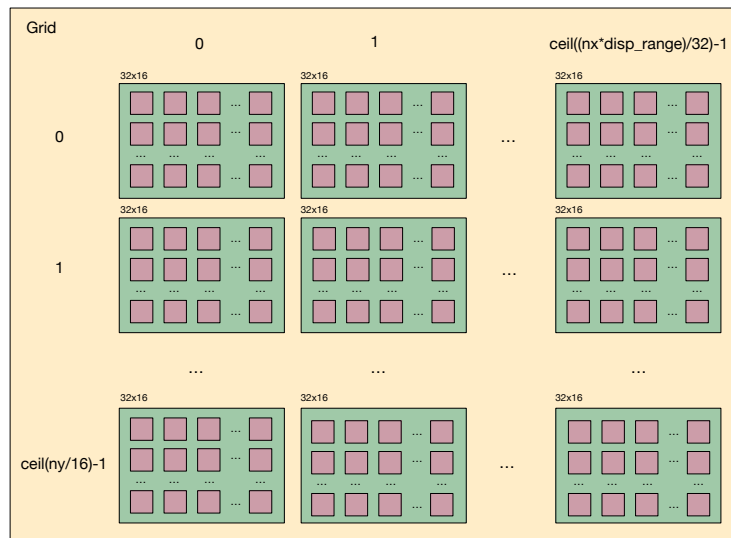 Grid
0 1 ceil((nx*disp_range)/32)-1
32x16 32x16 32x16
... ... ...
0 ...
... ... ... ... ... ... ... ... ... ... ... ...
... ... ...
32x16 32x16 32x16
... ... ...
1 ...
... ... ... ... ... ... ... ... ... ... ... ...
... ... ...
... ... ...
32x16 32x16 32x16
... ... ...
ceil(ny/16)-1 ...
... ... ... ... ... ... ... ... ... ... ... ...
... ... ...